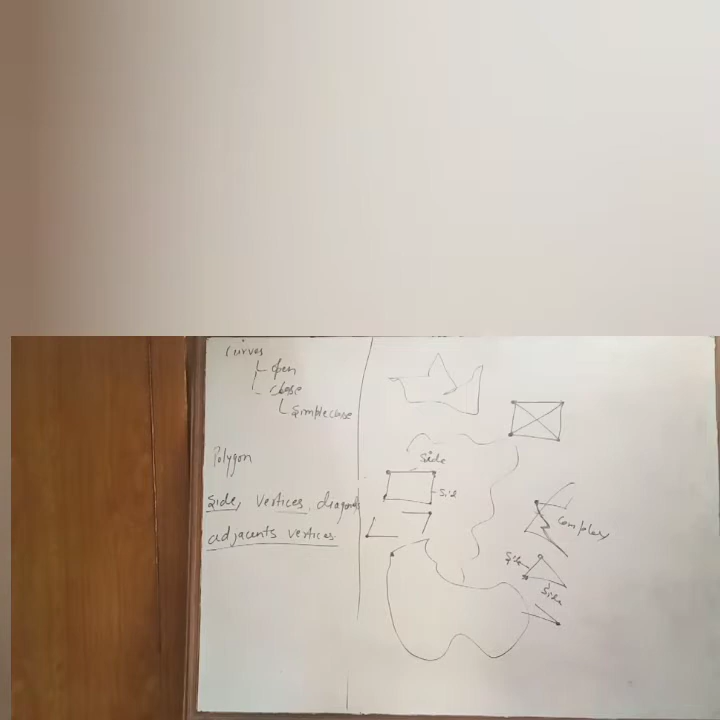 Curves
open
close
simple close
Polygon
Side, vertices, diagonals
adjacents vertices
Side
Side
Complex
Side
Side